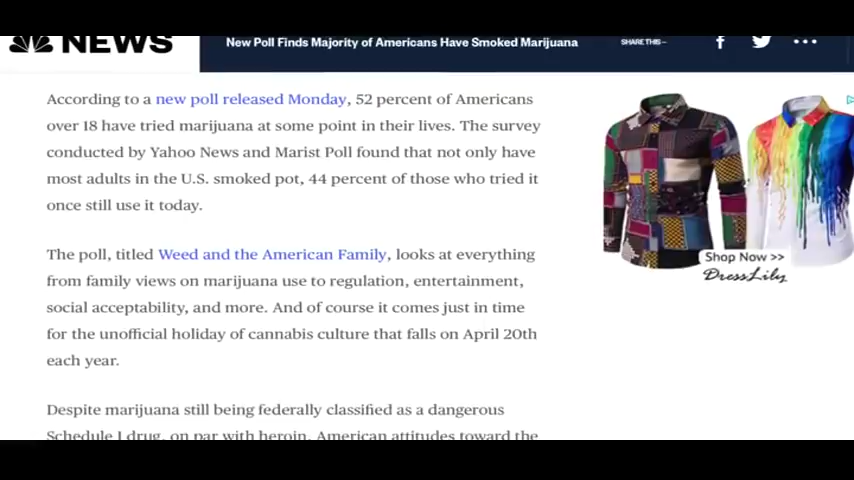 NEWS
New Poll Finds Majority of Americans Have Smoked Marijuana
SHARE THIS —
According to a new poll released Monday, 52 percent of Americans
over 18 have tried marijuana at some point in their lives. The survey
conducted by Yahoo News and Marist Poll found that not only have
most adults in the U.S. smoked pot, 44 percent of those who tried it
once still use it today.
The poll, titled Weed and the American Family, looks at everything
from family views on marijuana use to regulation, entertainment,
social acceptability, and more. And of course it comes just in time
for the unofficial holiday of cannabis culture that falls on April 20th
each year.
Despite marijuana still being federally classified as a dangerous
Schedule I drug, on par with heroin, American attitudes toward the
Shop Now >>
DressLily